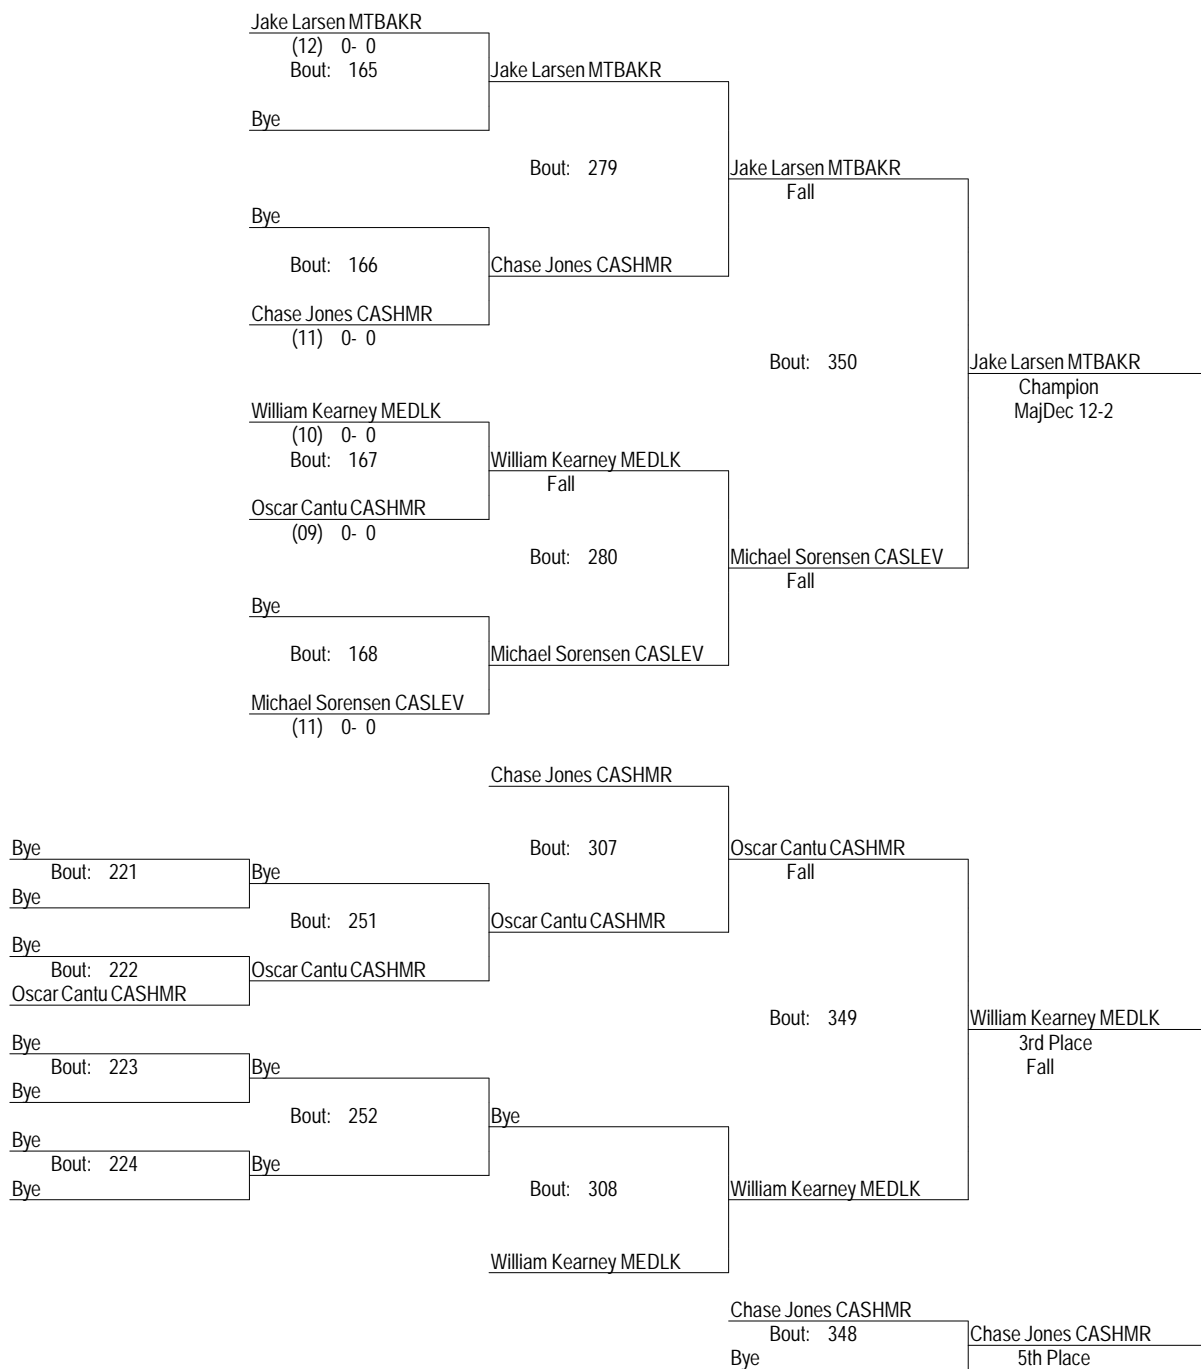 Jake Larsen MTBAKR
(12) 0- 0
Bout: 165
Jake Larsen MTBAKR
Bye
Bout: 279
Jake Larsen MTBAKR
Fall
Bye
Bout: 166
Chase Jones CASHMR
Chase Jones CASHMR
(11) 0- 0
Bout: 350
Jake Larsen MTBAKR
Champion
MajDec 12-2
William Kearney MEDLK
(10) 0- 0
Bout: 167
William Kearney MEDLK
Fall
Oscar Cantu CASHMR
(09) 0- 0
Bout: 280
Michael Sorensen CASLEV
Fall
Bye
Bout: 168
Michael Sorensen CASLEV
Michael Sorensen CASLEV
(11) 0- 0
Chase Jones CASHMR
Bye
Bout: 221
Bye
Bye
Bout: 307
Oscar Cantu CASHMR
Fall
Bout: 251
Oscar Cantu CASHMR
Bye
Bout: 222
Oscar Cantu CASHMR
Oscar Cantu CASHMR
Bout: 349
William Kearney MEDLK
3rd Place
Fall
Bye
Bout: 223
Bye
Bye
Bout: 252
Bye
Bye
Bout: 224
Bye
Bye
Bout: 308
William Kearney MEDLK
William Kearney MEDLK
Chase Jones CASHMR
Bout: 348
Chase Jones CASHMR
Bye
5th Place